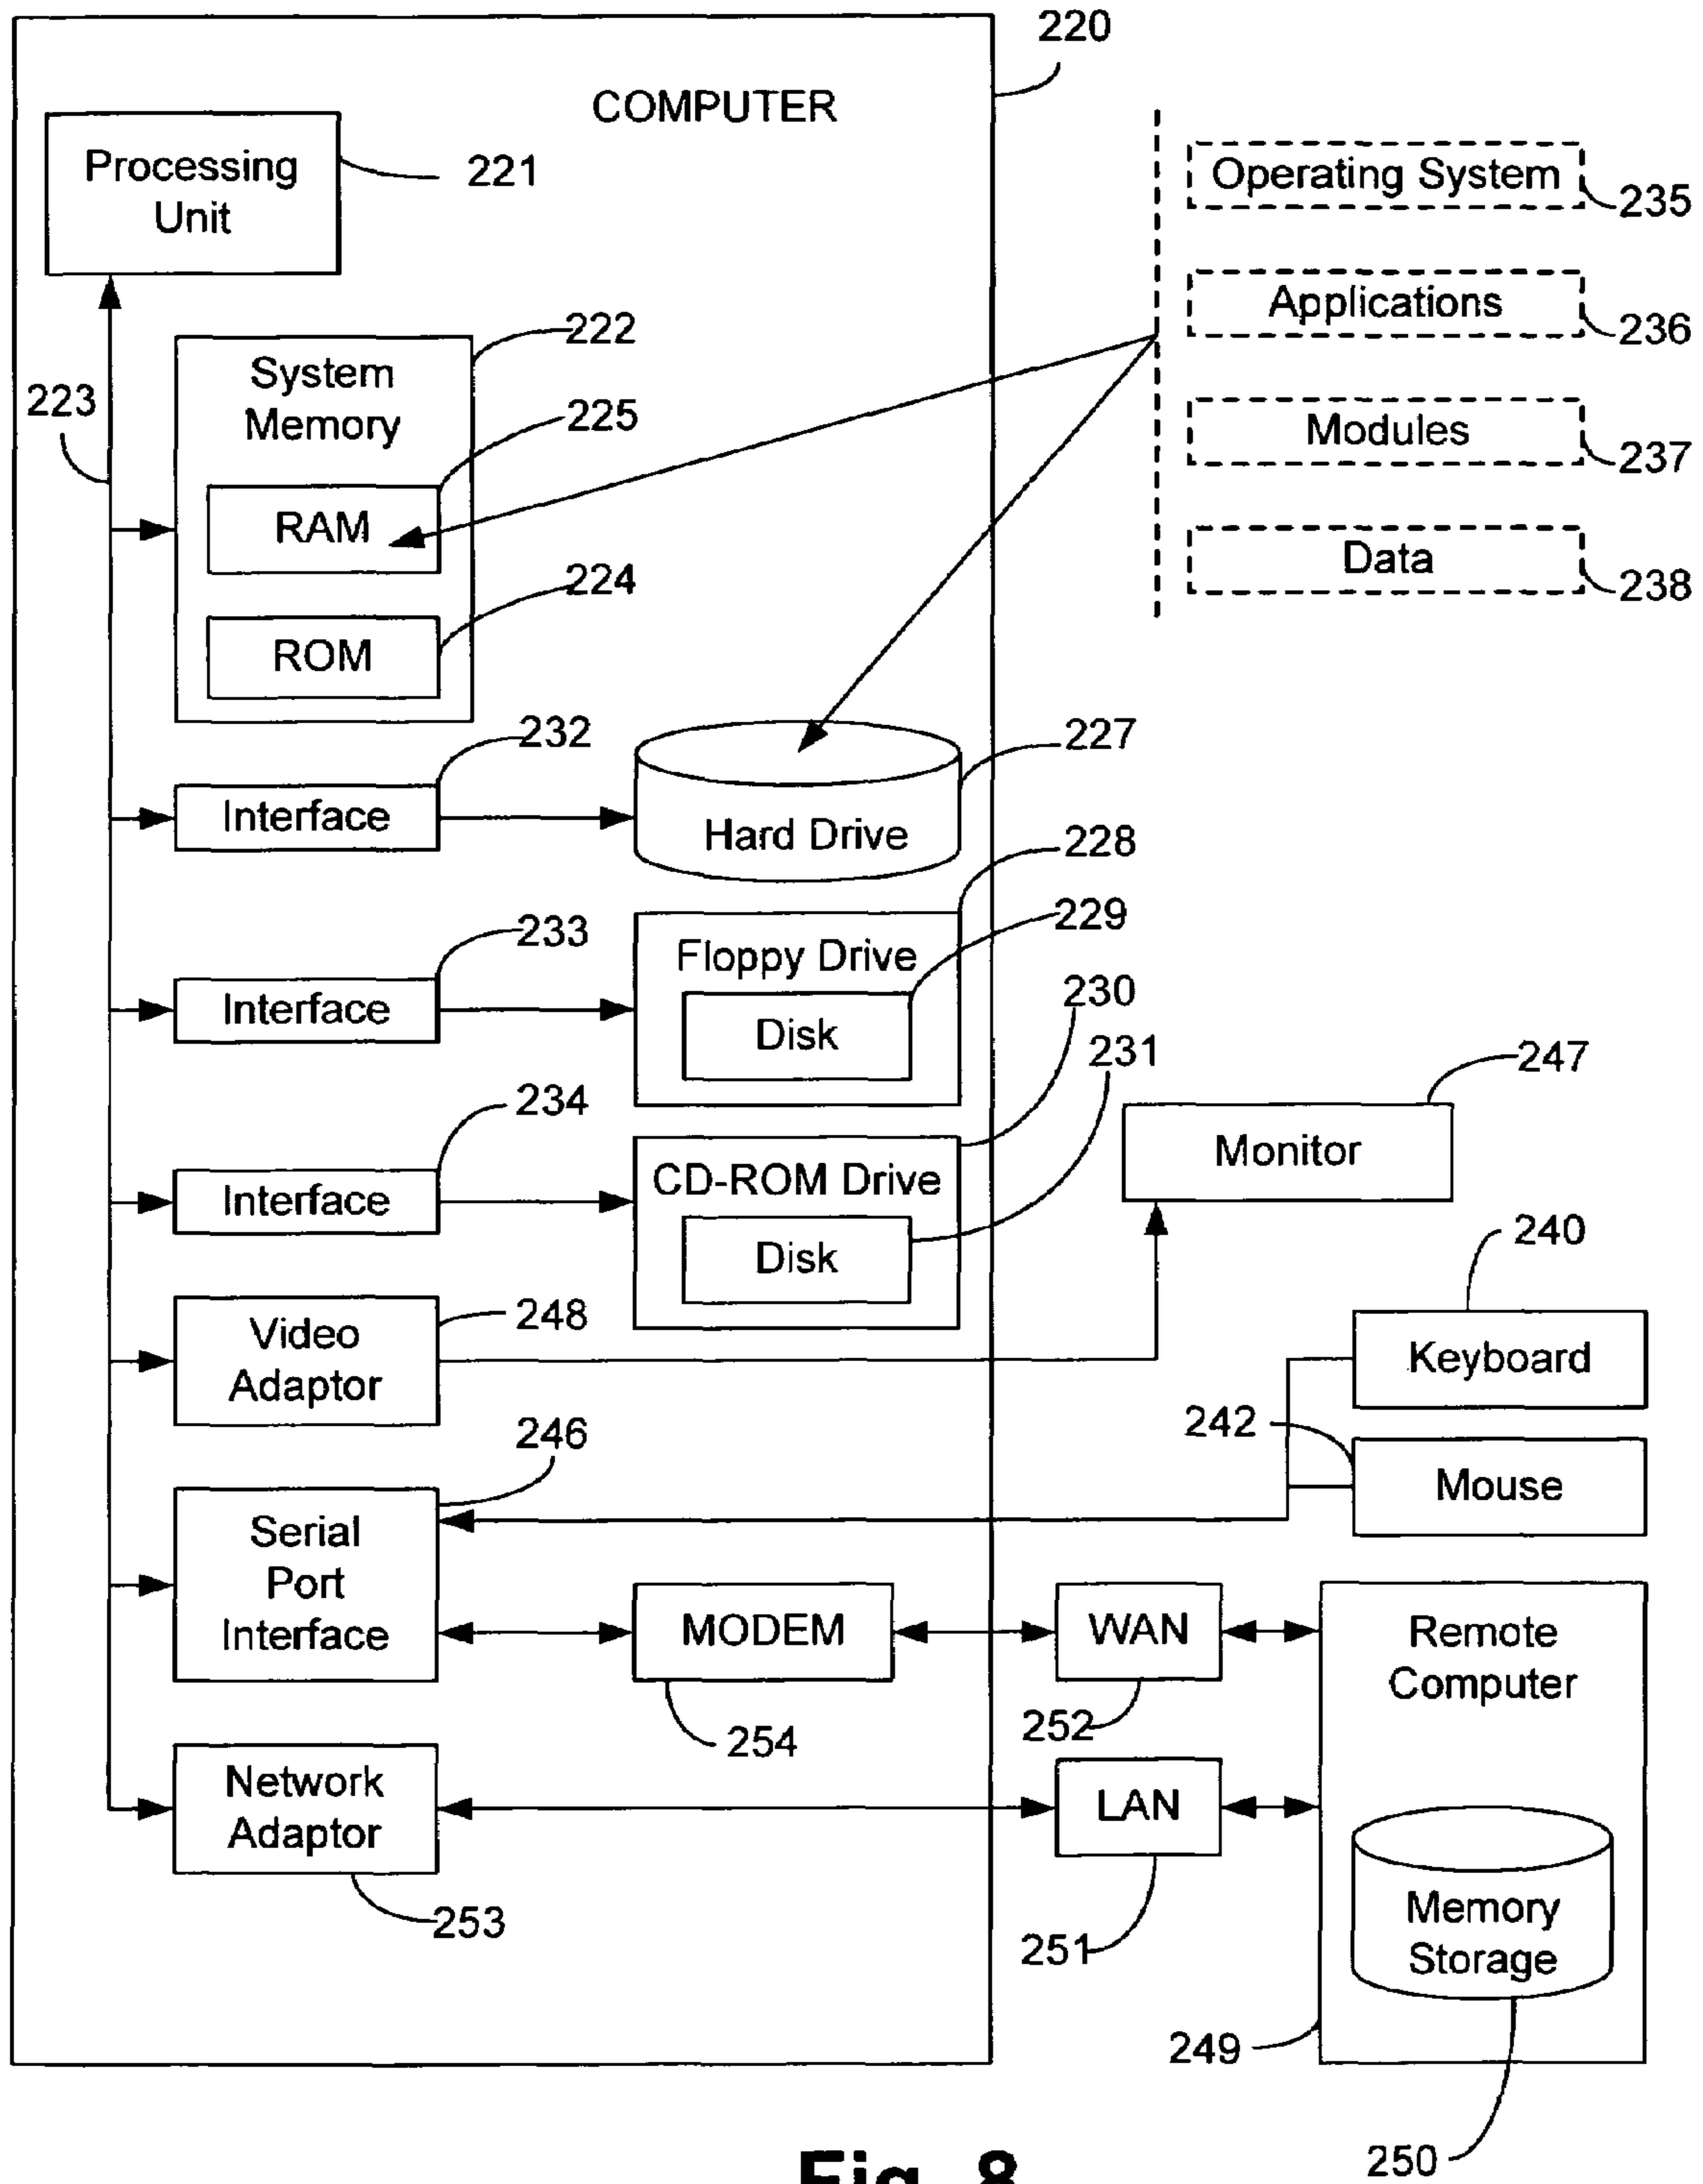 220
COMPUTER
Processing
Unit
221
Operating System
235
Applications
236
Modules
237
Data
238
222
System
Memory
223
225
RAM
224
ROM
232
Interface
227
Hard Drive
228
233
Interface
Floppy Drive
229
Disk
230
231
234
Interface
CD-ROM Drive
Disk
247
Monitor
240
Keyboard
248
Video
Adaptor
242
Mouse
246
Serial
Port
Interface
MODEM
254
WAN
252
Remote
Computer
Network
Adaptor
253
LAN
251
Memory
Storage
249
250
Fig. 8